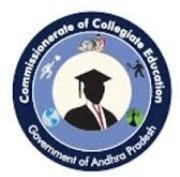 Commissionerate of Collegiate Education
Government of Andhra Pradesh